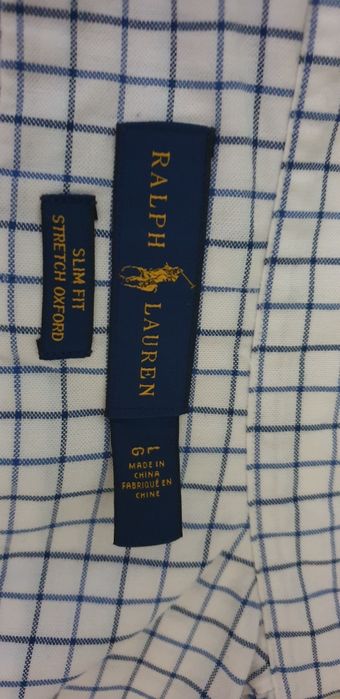 RALPH LAUREN
SLIM FIT
STRETCH OXFORD
L
G
MADE IN
CHINA
FABRIQUÉ EN
CHINE